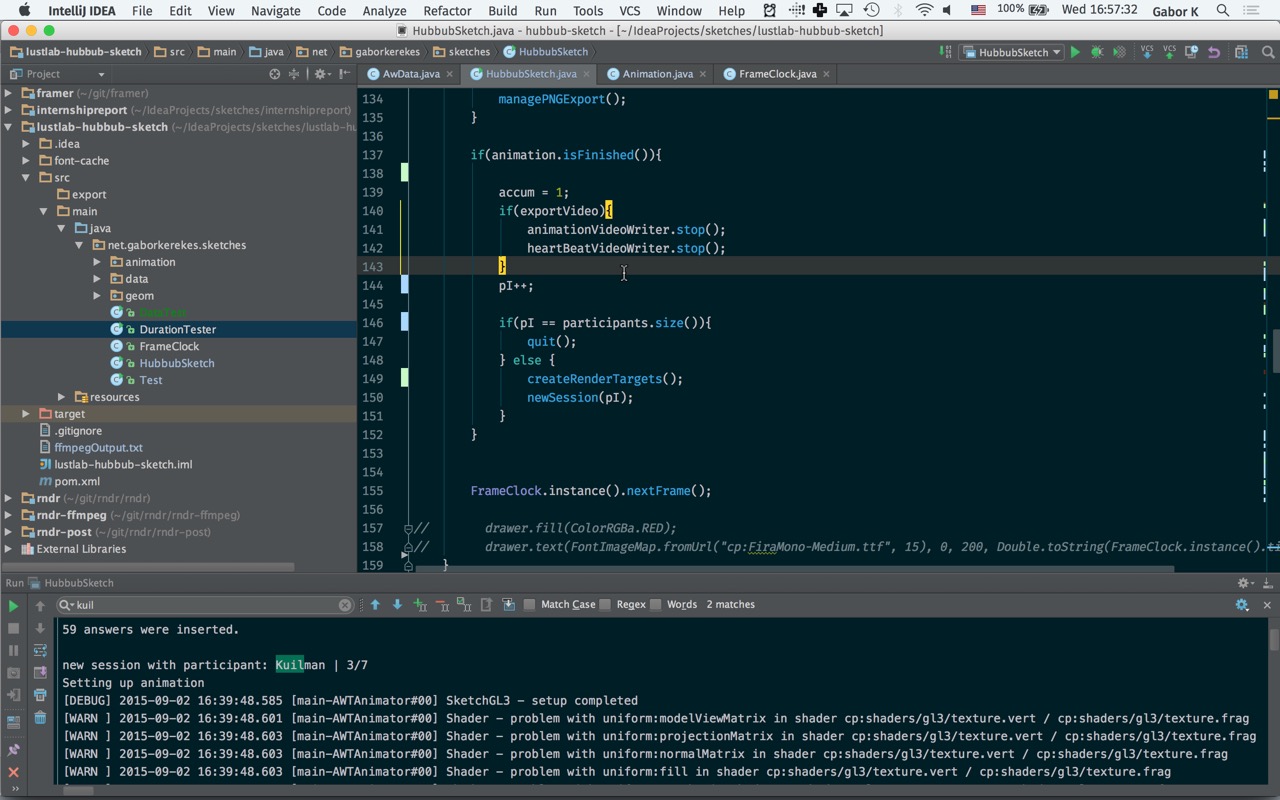 IntelliJ IDEA File Edit View Navigate Code Analyze Refactor Build Run Tools VCS Window Help 100% Wed 16:57:32 Gabor K
HubbubSketch.java - hubbub-sketch - [~/IdeaProjects/sketches/lustlab-hubbub-sketch]
lustlab-hubbub-sketch src main java net gaborkerekes sketches HubbubSketch HubbubSketch VCS VCS
Project AwData.java HubbubSketch.java Animation.java FrameClock.java
framer (~/git/framer)
internshipreport (~/IdeaProjects/sketches/internshipreport)
lustlab-hubbub-sketch (~/IdeaProjects/sketches/lustlab-hu
.idea
font-cache
src
export
main
java
net.gaborkerekes.sketches
animation
data
geom
DurationTester
FrameClock
HubbubSketch
Test
resources
target
.gitignore
ffmpegOutput.txt
lustlab-hubbub-sketch.iml
pom.xml
rndr (~/git/rndr/rndr)
rndr-ffmpeg (~/git/rndr/rndr-ffmpeg)
rndr-post (~/git/rndr/rndr-post)
External Libraries
134 managePNGExport();
135 }
136
137 if(animation.isFinished()){
138
139 accum = 1;
140 if(exportVideo){
141 animationVideoWriter.stop();
142 heartBeatVideoWriter.stop();
143 }
144 pI++;
145
146 if(pI == participants.size()){
147 quit();
148 } else {
149 createRenderTargets();
150 newSession(pI);
151 }
152 }
153
154
155 FrameClock.instance().nextFrame();
156
157 // drawer.fill(ColorRGBa.RED);
158 // drawer.text(FontImageMap.fromUrl("cp:FiraMono-Medium.ttf", 15), 0, 200, Double.toString(FrameClock.instance().ti
159 }
Run HubbubSketch
kuil Match Case Regex Words 2 matches
59 answers were inserted.
new session with participant: Kuilman | 3/7
Setting up animation
[DEBUG] 2015-09-02 16:39:48.585 [main-AWTAnimator#00] SketchGL3 - setup completed
[WARN ] 2015-09-02 16:39:48.601 [main-AWTAnimator#00] Shader - problem with uniform:modelViewMatrix in shader cp:shaders/gl3/texture.vert / cp:shaders/gl3/texture.frag
[WARN ] 2015-09-02 16:39:48.603 [main-AWTAnimator#00] Shader - problem with uniform:projectionMatrix in shader cp:shaders/gl3/texture.vert / cp:shaders/gl3/texture.frag
[WARN ] 2015-09-02 16:39:48.603 [main-AWTAnimator#00] Shader - problem with uniform:normalMatrix in shader cp:shaders/gl3/texture.vert / cp:shaders/gl3/texture.frag
[WARN ] 2015-09-02 16:39:48.603 [main-AWTAnimator#00] Shader - problem with uniform:fill in shader cp:shaders/gl3/texture.vert / cp:shaders/gl3/texture.frag